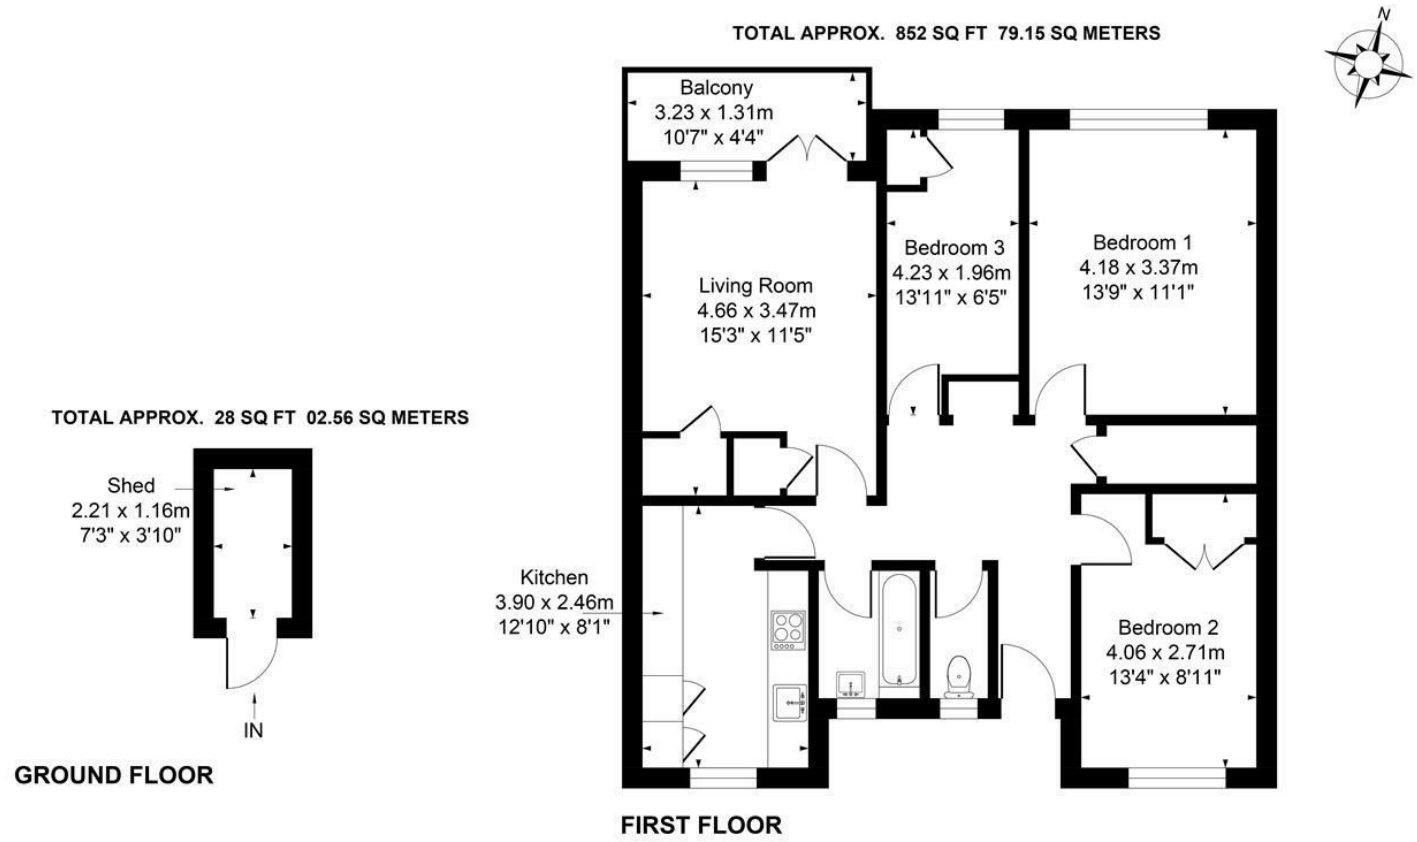 N
TOTAL APPROX. 852 SQ FT 79.15 SQ METERS
Balcony
3.23 x 1.31m
10'7" x 4'4"
Bedroom 3
4.23 x 1.96m
13'11" x 6'5"
Bedroom 1
4.18 x 3.37m
13'9" x 11'1"
Living Room
4.66 x 3.47m
15'3" x 11'5"
TOTAL APPROX. 28 SQ FT 02.56 SQ METERS
Shed
2.21 x 1.16m
7'3" x 3'10"
Kitchen
3.90 x 2.46m
12'10" x 8'1"
Bedroom 2
4.06 x 2.71m
13'4" x 8'11"
IN
GROUND FLOOR
FIRST FLOOR